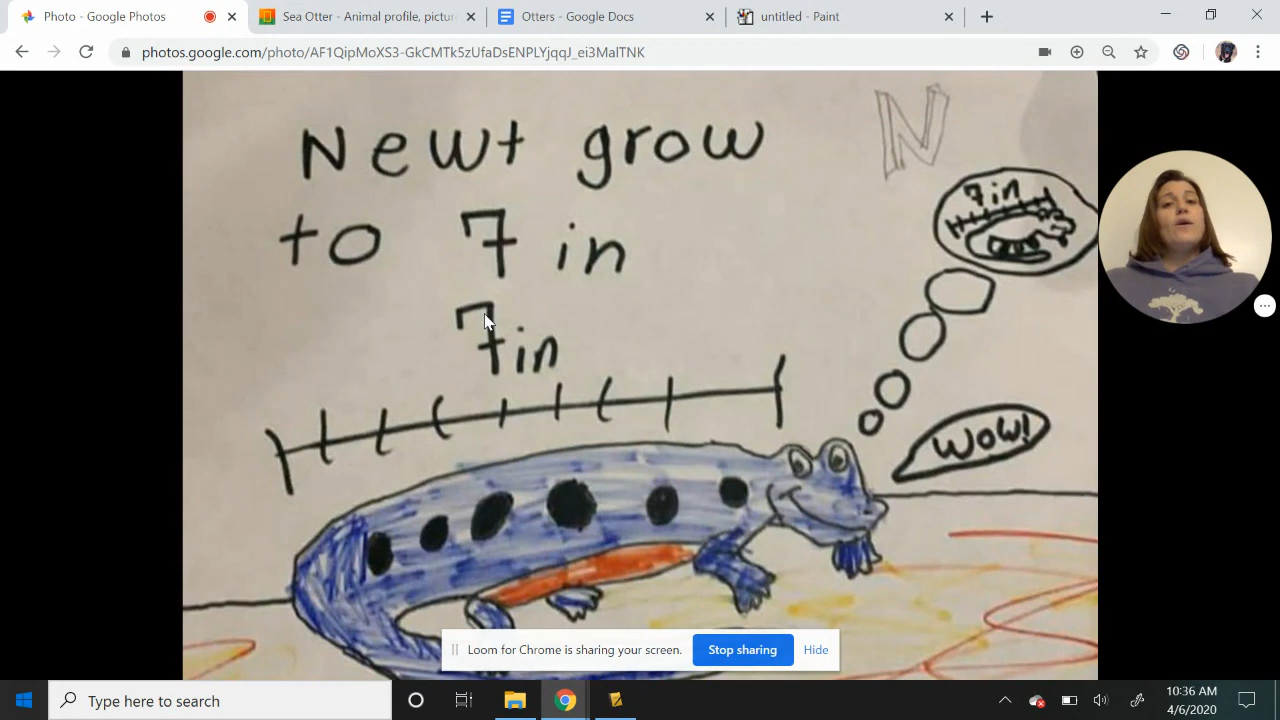 Photo - Google Photos
Sea Otter - Animal profile, pictur
Otters - Google Docs
untitled - Paint
photos.google.com/photo/AF1QipMoXS3-GkCMTk5zUfaDsENPLYjqqJ_ei3MalTNK
N
Newt grow
to 7 in
7in
7 in
Wow!
Loom for Chrome is sharing your screen.
Stop sharing
Hide
Type here to search
10:36 AM
4/6/2020